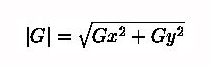 |G| = √(Gx² + Gy²)